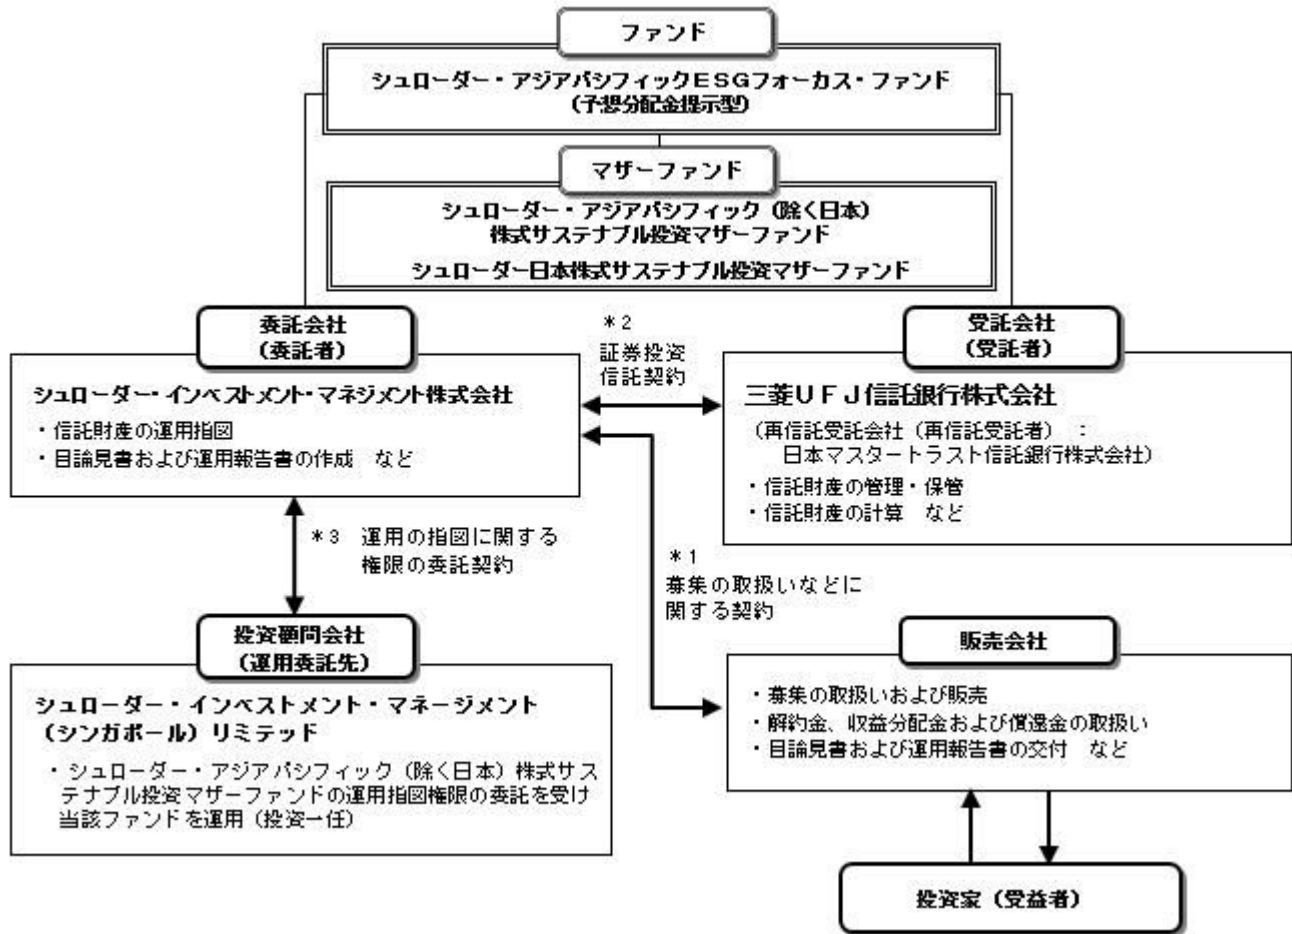 ファンド
シュローダー・アジアパシフィックＥＳＧフォーカス・ファンド
（予想分配金提示型）
マザーファンド
シュローダー・アジアパシフィック（除く日本）
株式サステナブル投資マザーファンド
シュローダー日本株式サステナブル投資マザーファンド
委託会社
（委託者）
シュローダー・インベストメント・マネジメント株式会社
・信託財産の運用指図
・目論見書および運用報告書の作成　など
＊２
証券投資
信託契約
受託会社
（受託者）
三菱ＵＦＪ信託銀行株式会社
（再信託受託会社（再信託受託者）　：
日本マスタートラスト信託銀行株式会社）
・信託財産の管理・保管
・信託財産の計算　など
＊３　運用の指図に関する
権限の委託契約
＊１
募集の取扱いなどに
関する契約
投資顧問会社
（運用委託先）
シュローダー・インベストメント・マネージメント
（シンガポール）リミテッド
・シュローダー・アジアパシフィック（除く日本）株式サス
テナブル投資マザーファンドの運用指図権限の委託を受け
当該ファンドを運用（投資一任）
販売会社
・募集の取扱いおよび販売
・解約金、収益分配金および償還金の取扱い
・目論見書および運用報告書の交付　など
投資家（受益者）